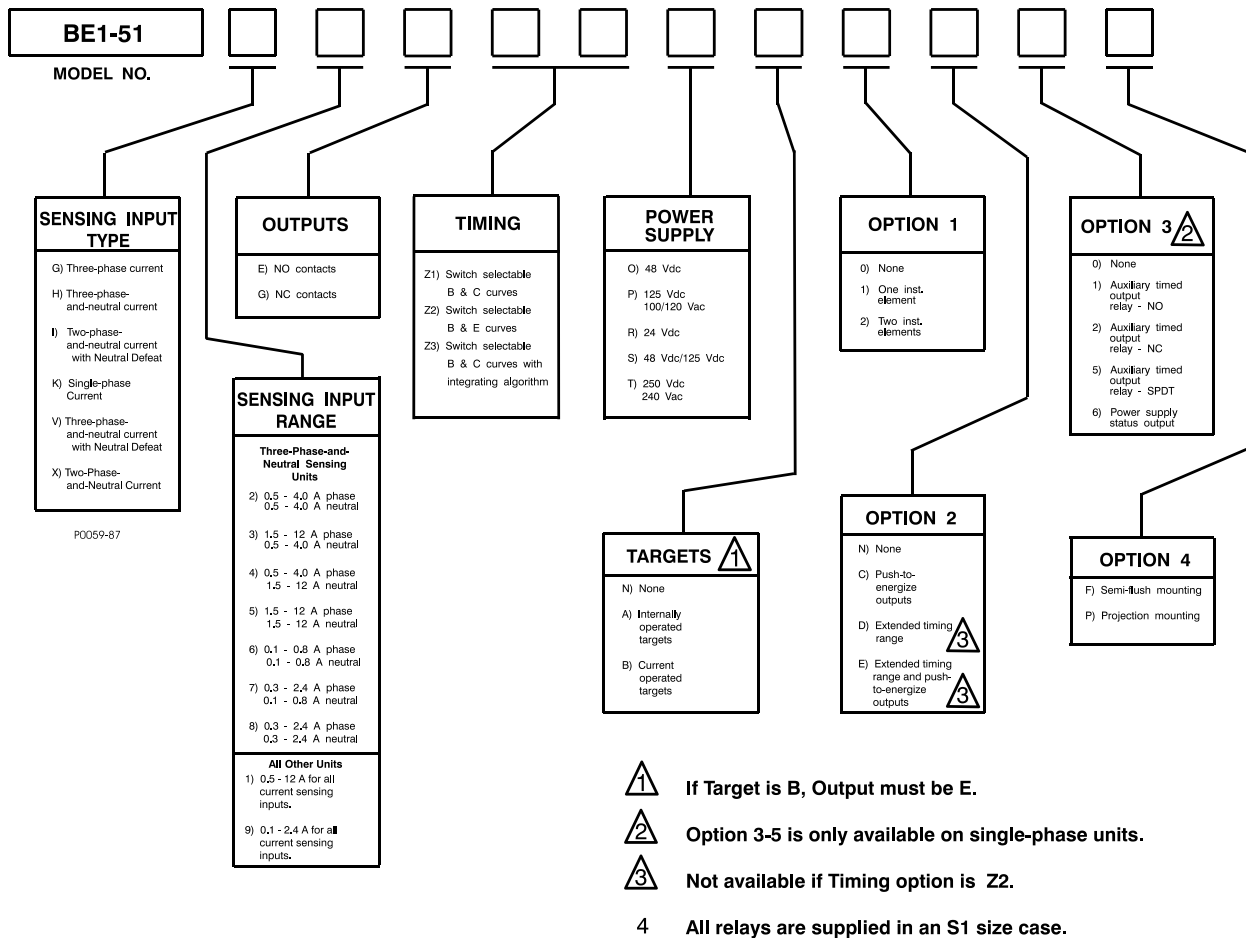 BE1-51
MODEL NO.
SENSING INPUT
TYPE
G) Three-phase current
H) Three-phase-
and-neutral current
I) Two-phase-
and-neutral current
with Neutral Defeat
K) Single-phase
Current
V) Three-phase-
and-neutral current
with Neutral Defeat
X) Two-Phase-
and-Neutral Current
P0059-87
OUTPUTS
E) NO contacts
G) NC contacts
SENSING INPUT
RANGE
Three-Phase-and-
Neutral Sensing
Units
2) 0.5 - 4.0 A phase
0.5 - 4.0 A neutral
3) 1.5 - 12 A phase
0.5 - 4.0 A neutral
4) 0.5 - 4.0 A phase
1.5 - 12 A neutral
5) 1.5 - 12 A phase
1.5 - 12 A neutral
6) 0.1 - 0.8 A phase
0.1 - 0.8 A neutral
7) 0.3 - 2.4 A phase
0.1 - 0.8 A neutral
8) 0.3 - 2.4 A phase
0.3 - 2.4 A neutral
All Other Units
1) 0.5 - 12 A for all
current sensing
inputs.
9) 0.1 - 2.4 A for all
current sensing
inputs.
TIMING
Z1) Switch selectable
B & C curves
Z2) Switch selectable
B & E curves
Z3) Switch selectable
B & C curves with
integrating algorithm
POWER
SUPPLY
O) 48 Vdc
P) 125 Vdc
100/120 Vac
R) 24 Vdc
S) 48 Vdc/125 Vdc
T) 250 Vdc
240 Vac
TARGETS 1
N) None
A) Internally
operated
targets
B) Current
operated
targets
OPTION 1
0) None
1) One inst.
element
2) Two inst.
elements
OPTION 2
N) None
C) Push-to-
energize
outputs
D) Extended timing
range 3
E) Extended timing
range and push-
to-energize
outputs 3
OPTION 3 2
0) None
1) Auxiliary timed
output
relay - NO
2) Auxiliary timed
output
relay - NC
5) Auxiliary timed
output
relay - SPDT
6) Power supply
status output
OPTION 4
F) Semi-flush mounting
P) Projection mounting
1 If Target is B, Output must be E.
2 Option 3-5 is only available on single-phase units.
3 Not available if Timing option is Z2.
4 All relays are supplied in an S1 size case.